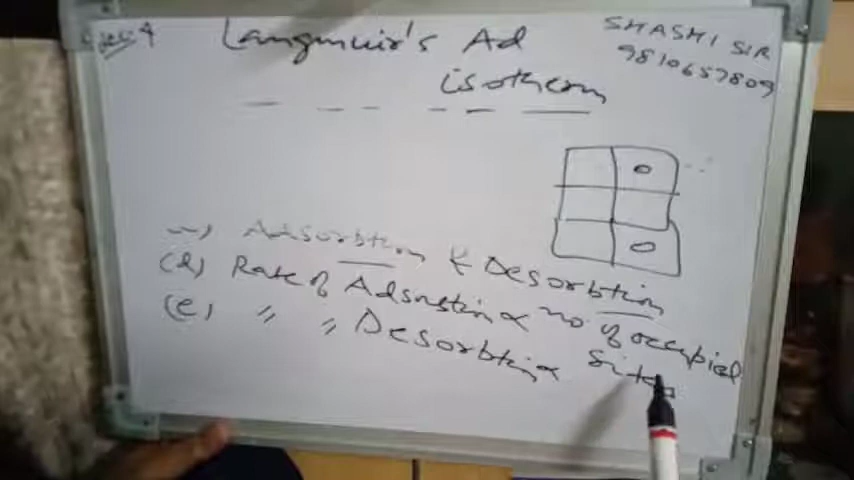 Langmuir's Ad
isotherm
SHASHI SIR
9810657809
Adsorbtion & Desorbtion
(d) Rate of Adsorbtion ∝ no of occupied
Sites
(e) " " Desorbtion ∝